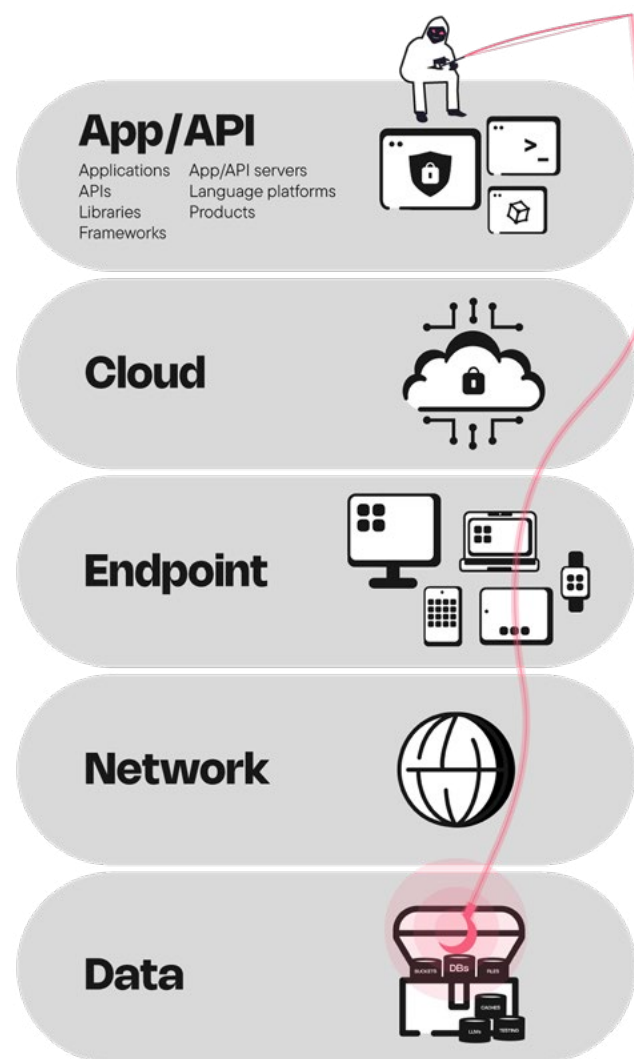 App/API
Applications App/API servers
APIs Language platforms
Libraries Products
Frameworks
>_
Cloud
Endpoint
Network
Data
BUCKETS DBs FILES
CACHES
LLMs TESTING